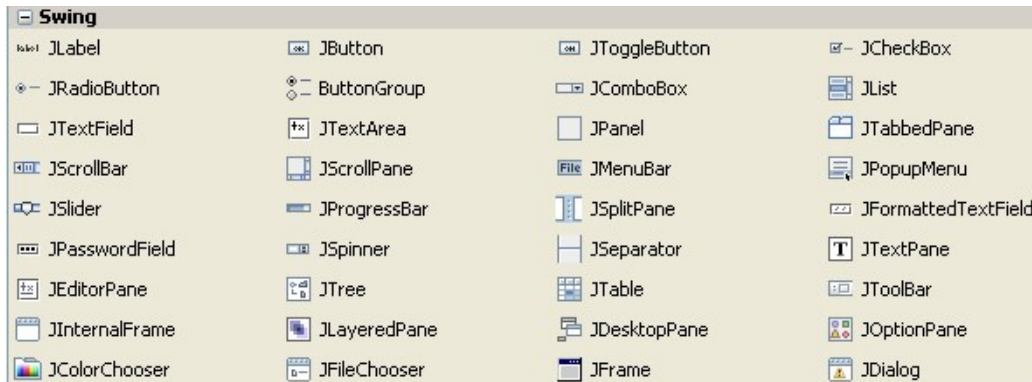 Swing
JLabel JButton JToggleButton JCheckBox
JRadioButton ButtonGroup JComboBox JList
JTextField JTextArea JPanel JTabbedPane
JScrollBar JScrollPane File JMenuBar JPopupMenu
JSlider JProgressBar JSplitPane JFormattedTextField
JPasswordField JSpinner JSeparator T JTextPane
JEditorPane JTree JTable JToolBar
JInternalFrame JLayeredPane JDesktopPane JOptionPane
JColorChooser JFileChooser JFrame JDialog